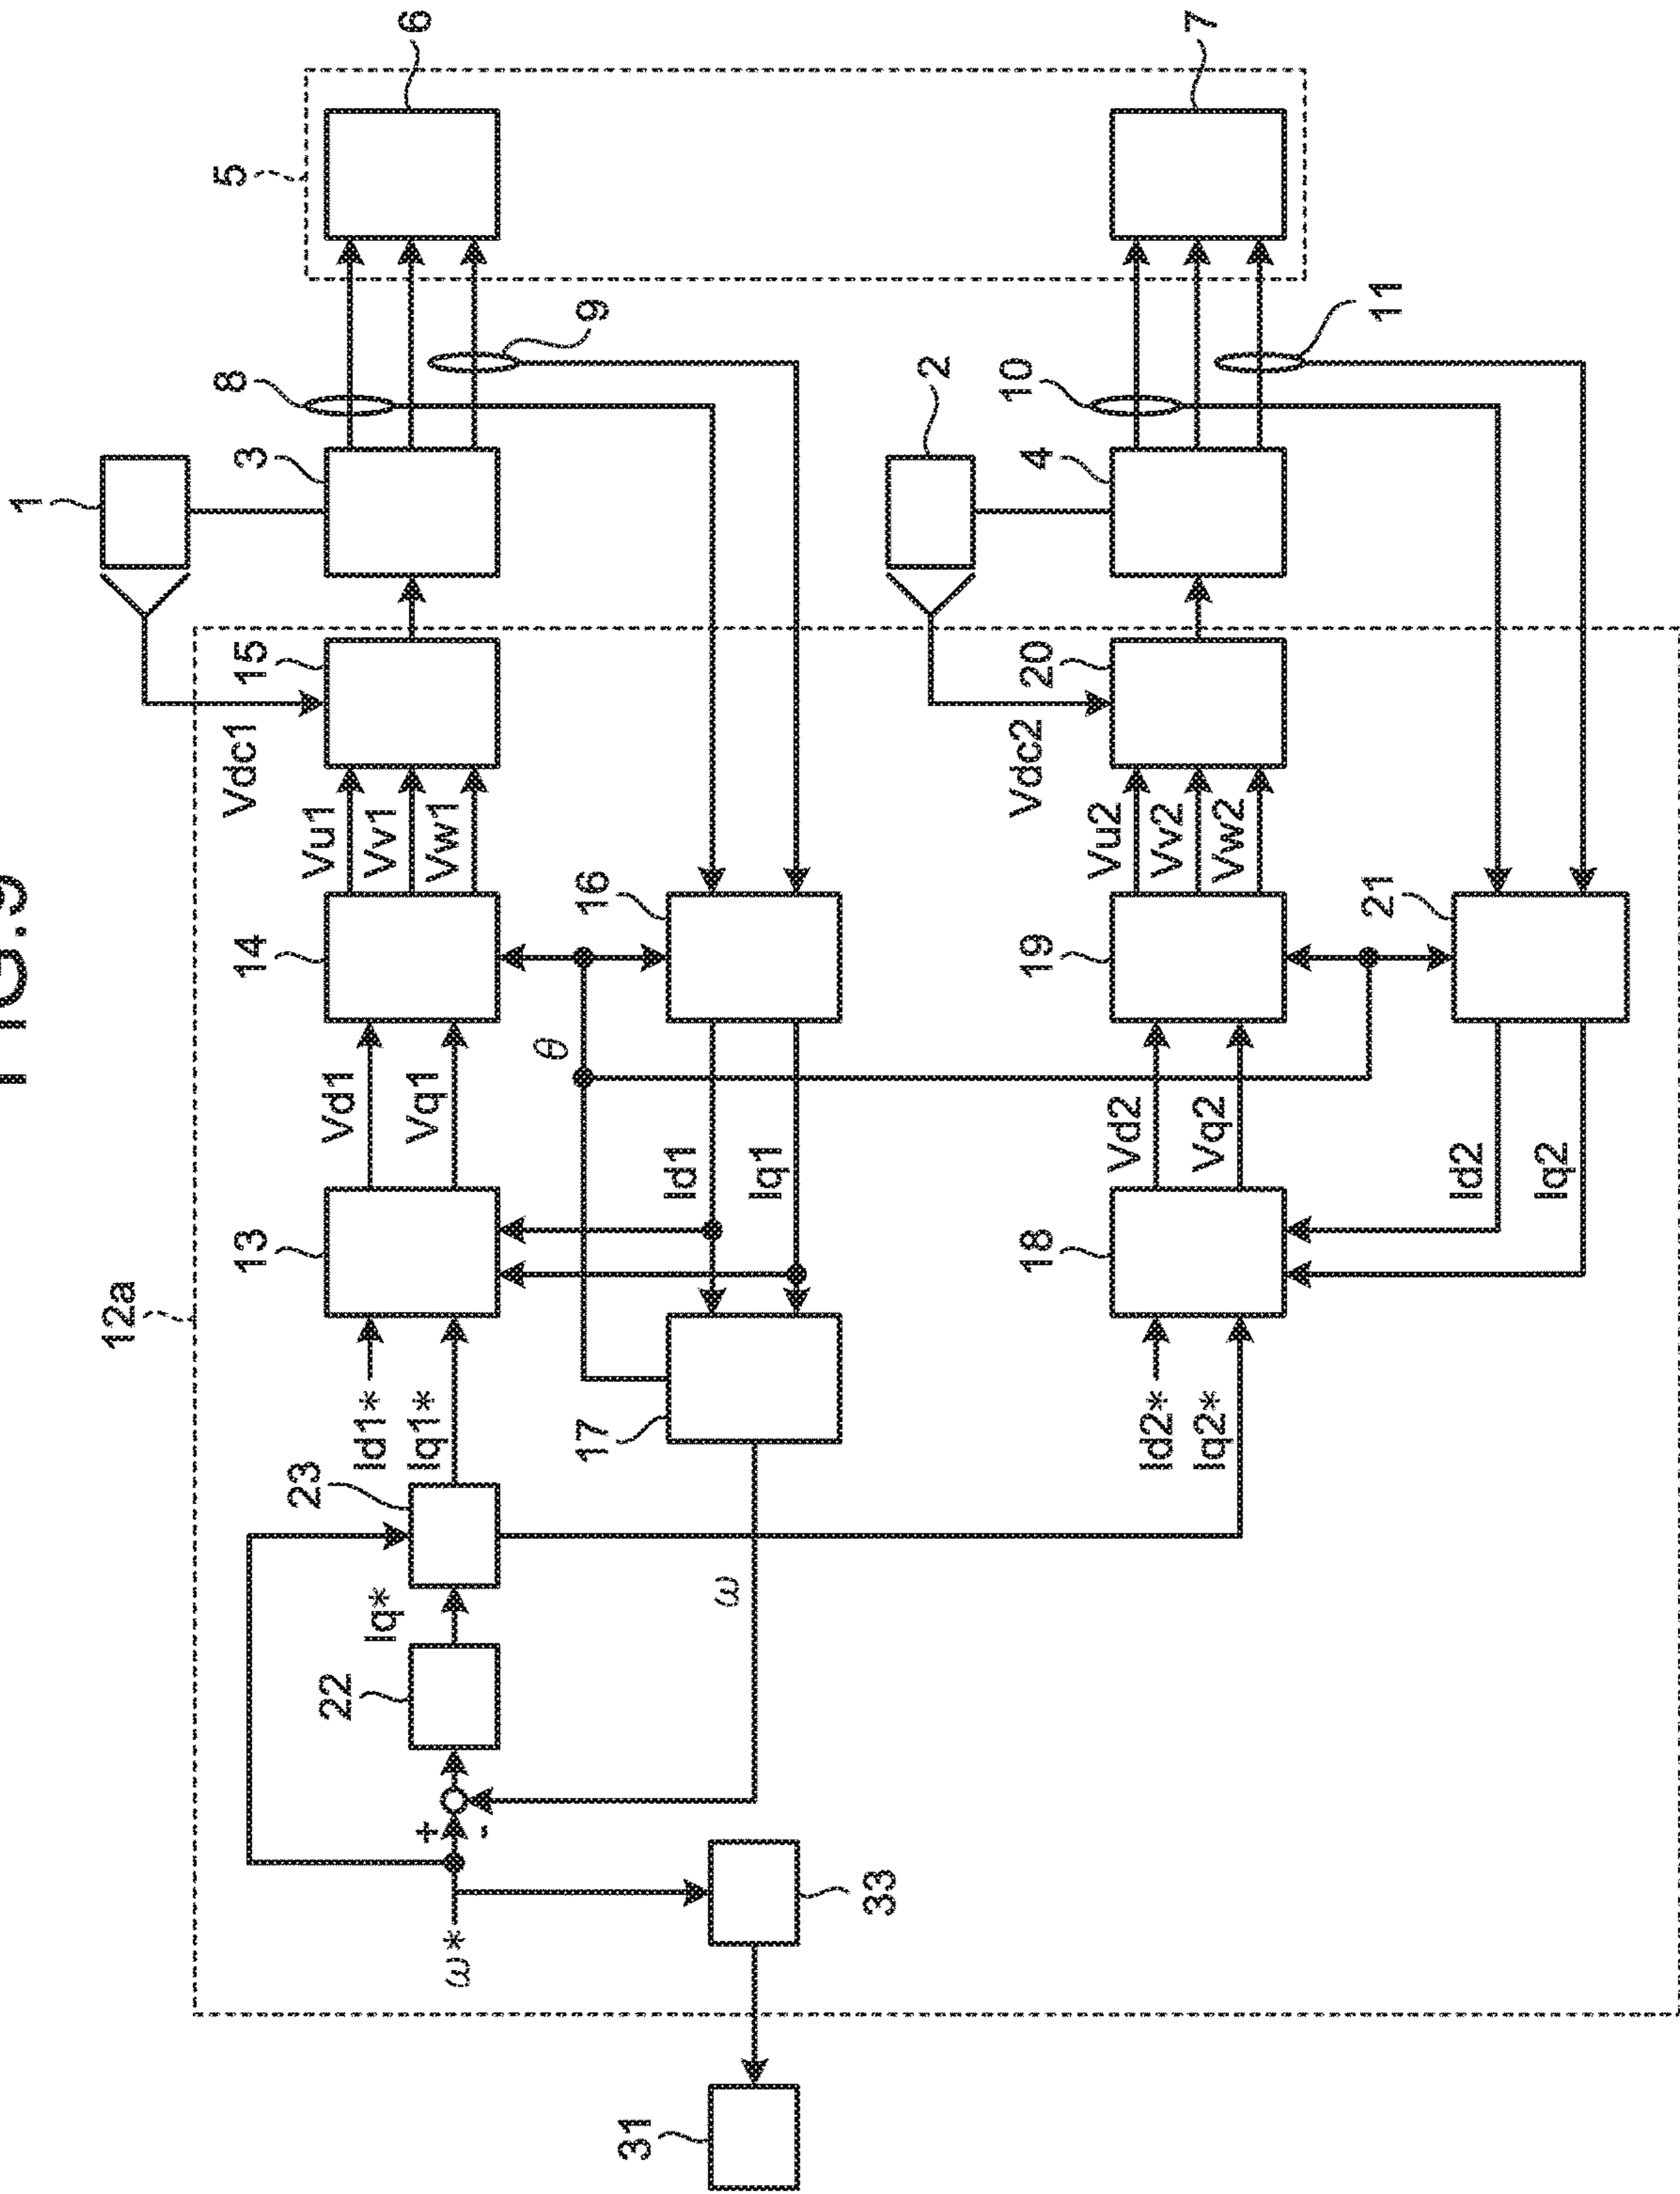 FIG.9
1
5
6
8
3
9
12a
Vdc1
15
Vu1
Vv1
Vw1
14
16
13
Vd1
Vq1
θ
Id1*
Iq1*
Id1
Iq1
23
Iq*
22
17
ω
+
-
ω*
33
31
2
7
10
4
11
Vdc2
20
Vu2
Vv2
Vw2
19
21
18
Vd2
Vq2
Id2*
Iq2*
Id2
Iq2